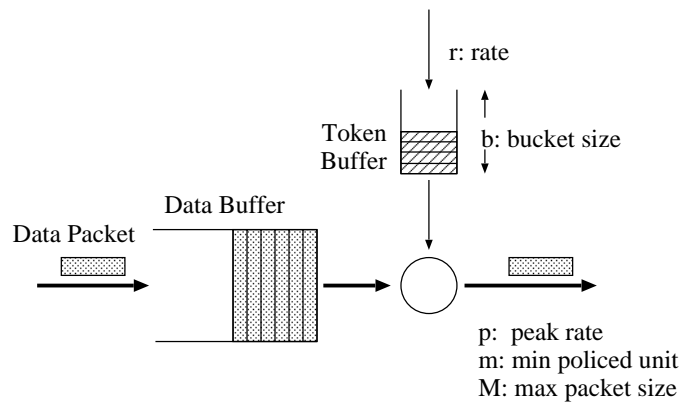 r: rate
Token
Buffer
b: bucket size
Data Buffer
Data Packet
p: peak rate
m: min policed unit
M: max packet size